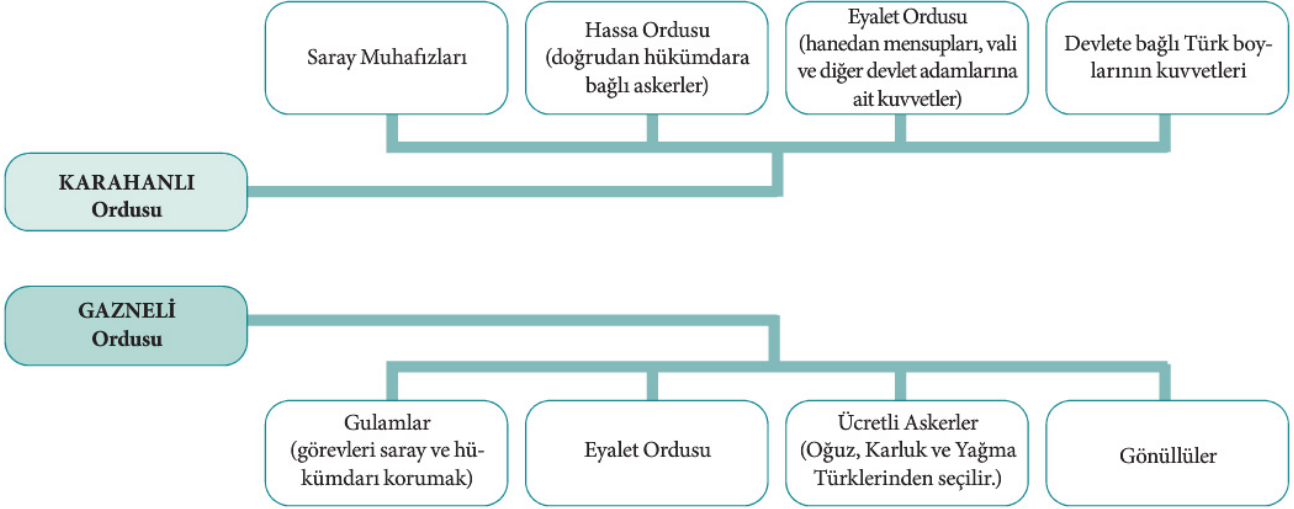 Saray Muhafızları
Hassa Ordusu
(doğrudan hükümdara
bağlı askerler)
Eyalet Ordusu
(hanedan mensupları, vali
ve diğer devlet adamlarına
ait kuvvetler)
Devlete bağlı Türk boy-
larının kuvvetleri
KARAHANLI
Ordusu
GAZNELİ
Ordusu
Gulamlar
(görevleri saray ve hü-
kümdarı korumak)
Eyalet Ordusu
Ücretli Askerler
(Oğuz, Karluk ve Yağma
Türklerinden seçilir.)
Gönüllüler